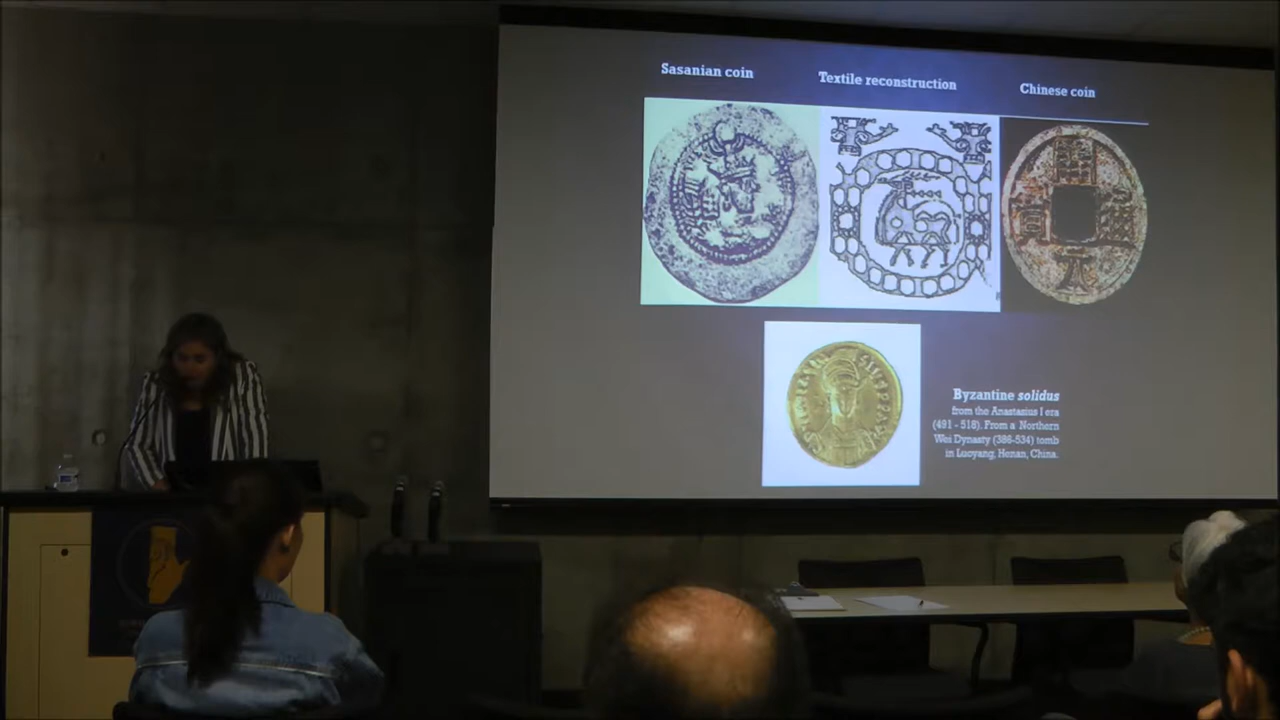 Sasanian coin
Textile reconstruction
Chinese coin
Byzantine solidus
from the Anastasius I era
(491 - 518). From a Northern
Wei Dynasty (386-534) tomb
in Luoyang, Henan, China.